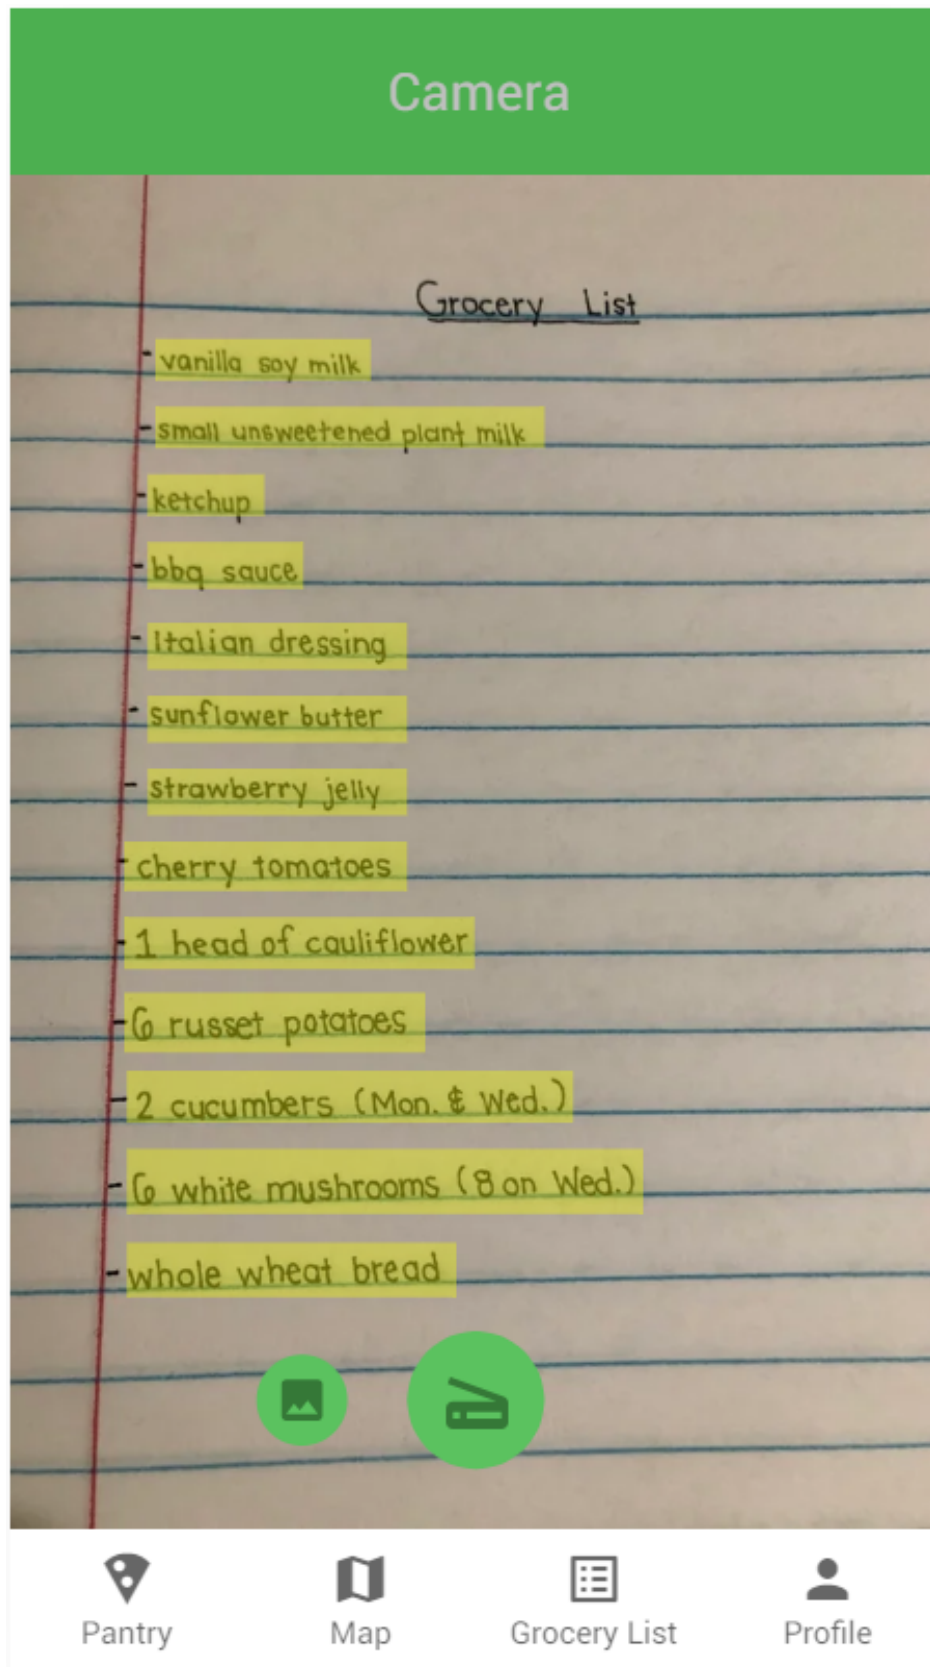 Camera
Grocery List
- vanilla soy milk
- small unsweetened plant milk
- ketchup
- bbq sauce
- Italian dressing
- sunflower butter
- strawberry jelly
- cherry tomatoes
- 1 head of cauliflower
- 6 russet potatoes
- 2 cucumbers (Mon. & Wed.)
- 6 white mushrooms (8 on Wed.)
- whole wheat bread
Pantry Map Grocery List Profile